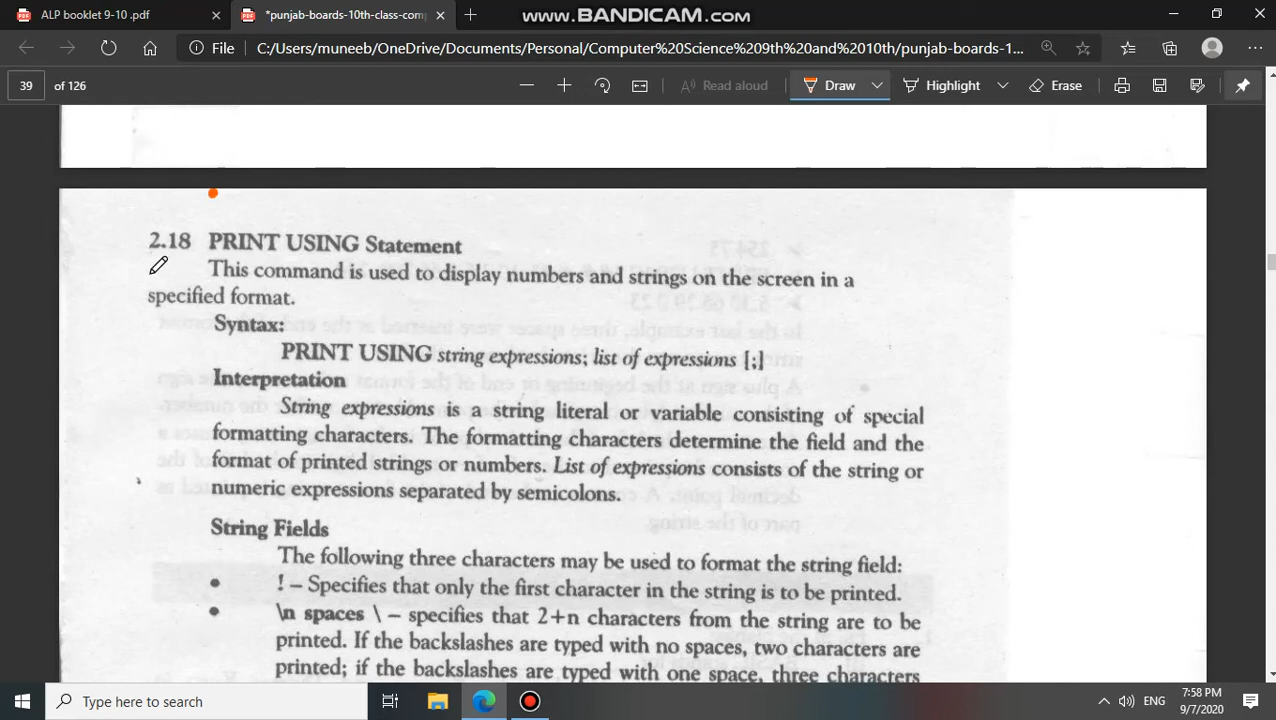 ALP booklet 9-10 .pdf
*punjab-boards-10th-class-com
www.BANDICAM.com
File
C:/Users/muneeb/OneDrive/Documents/Personal/Computer%20Science%209th%20and%2010th/punjab-boards-1...
39 of 126
Read aloud
Draw
Highlight
Erase
2.18 PRINT USING Statement
This command is used to display numbers and strings on the screen in a
specified format.
Syntax:
PRINT USING string expressions; list of expressions [;]
Interpretation
String expressions is a string literal or variable consisting of special
formatting characters. The formatting characters determine the field and the
format of printed strings or numbers. List of expressions consists of the string or
numeric expressions separated by semicolons.
String Fields
The following three characters may be used to format the string field:
• ! – Specifies that only the first character in the string is to be printed.
• \n spaces \ – specifies that 2+n characters from the string are to be
printed. If the backslashes are typed with no spaces, two characters are
printed; if the backslashes are typed with one space, three characters
Type here to search
ENG
7:58 PM
9/7/2020